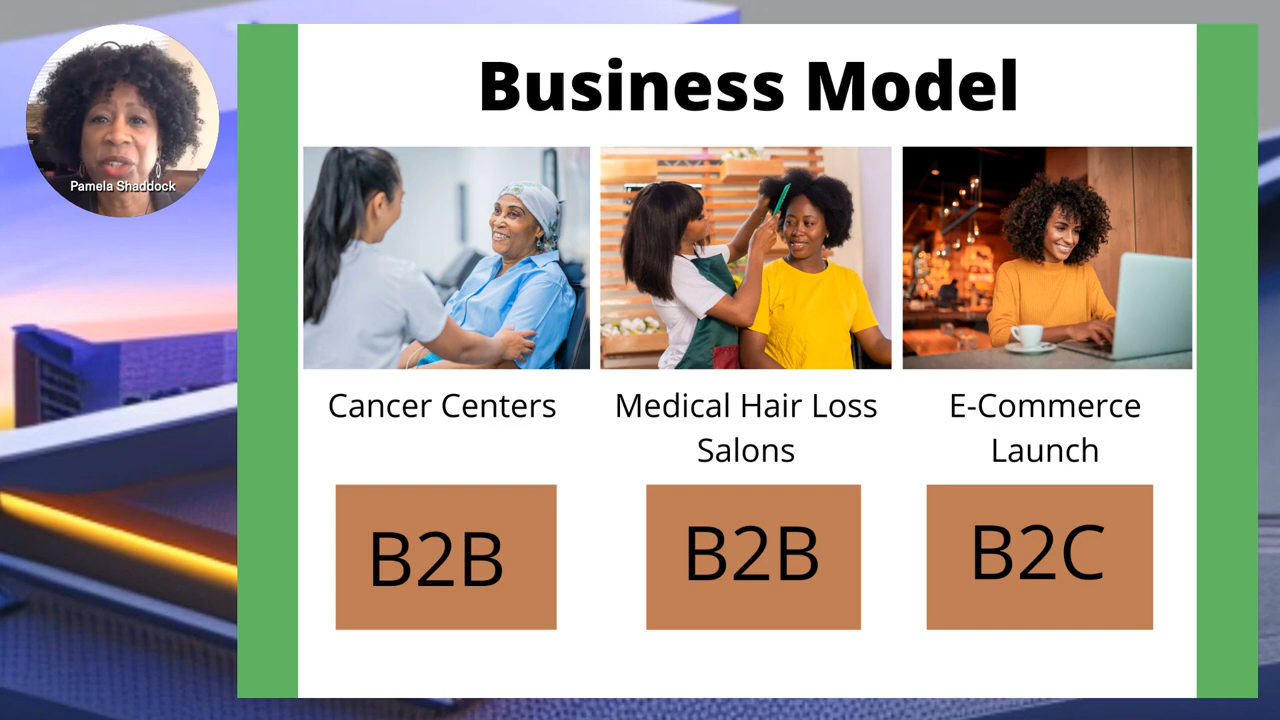 Business Model
Pamela Shaddock
Cancer Centers
Medical Hair Loss
Salons
E-Commerce
Launch
B2B
B2B
B2C